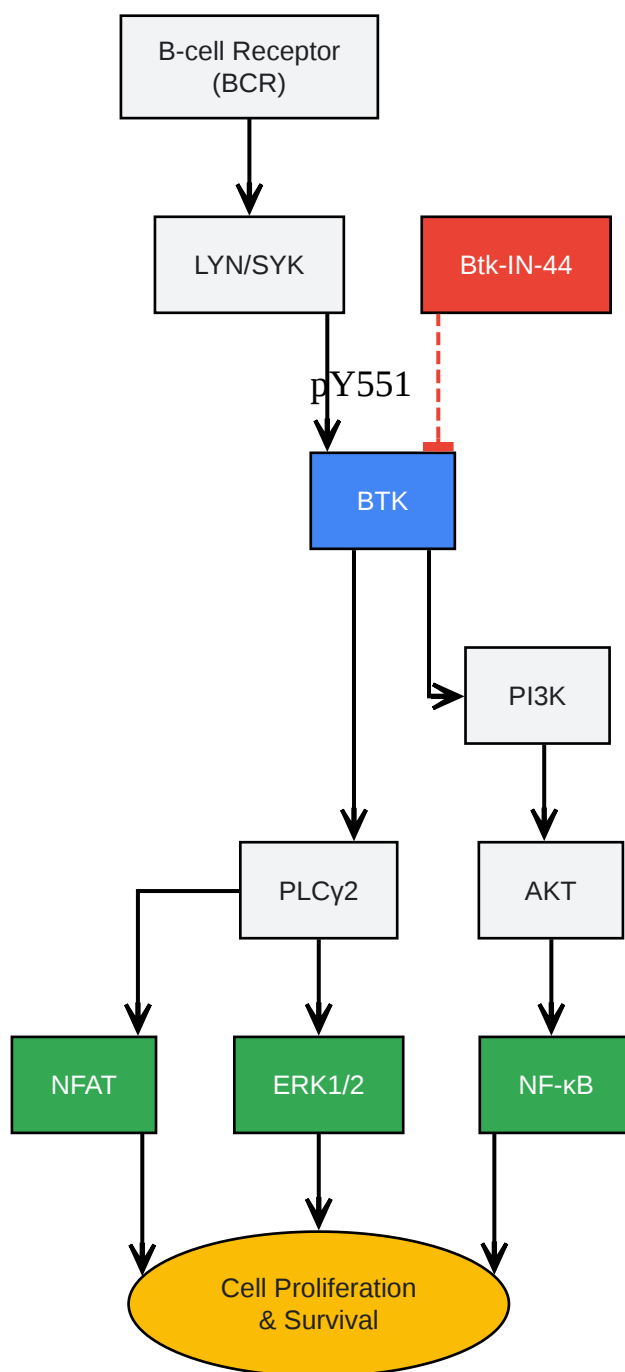 B-cell Receptor
(BCR)
LYN/SYK
Btk-IN-44
pY551
BTK
PI3K
PLCγ2
AKT
NFAT
ERK1/2
NF-κB
Cell Proliferation
& Survival